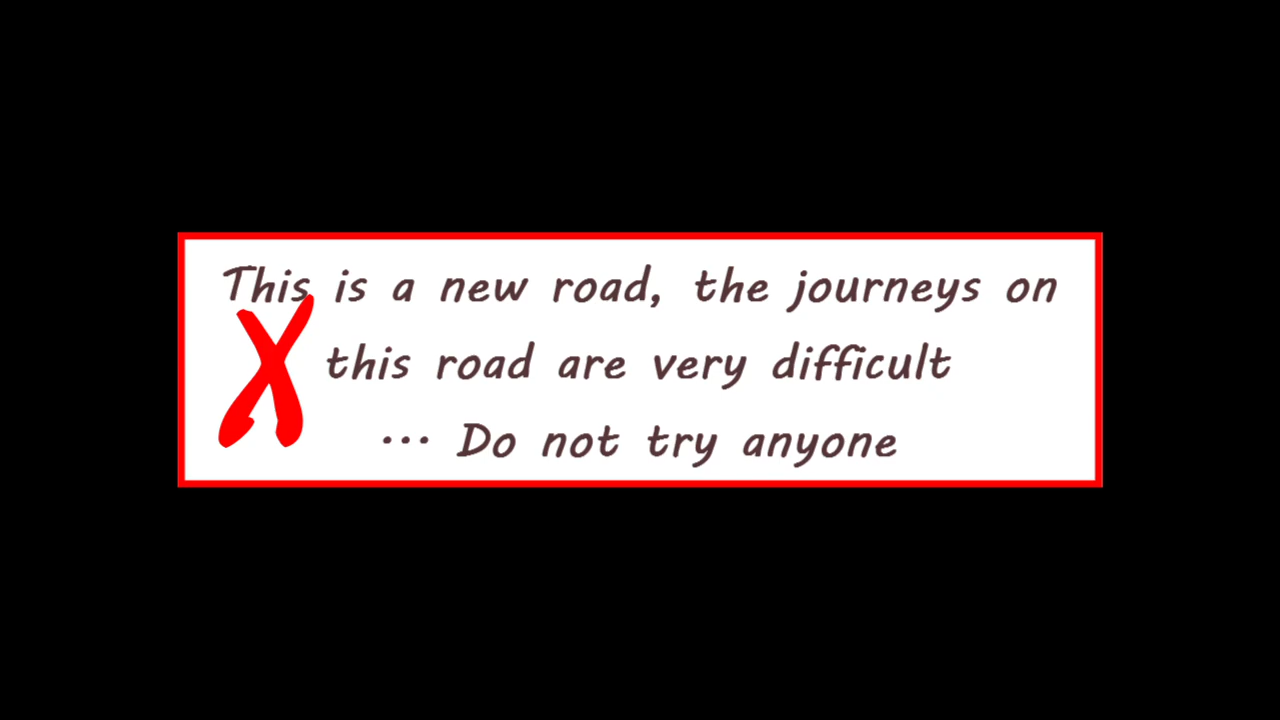 This is a new road, the journeys on
this road are very difficult
... Do not try anyone